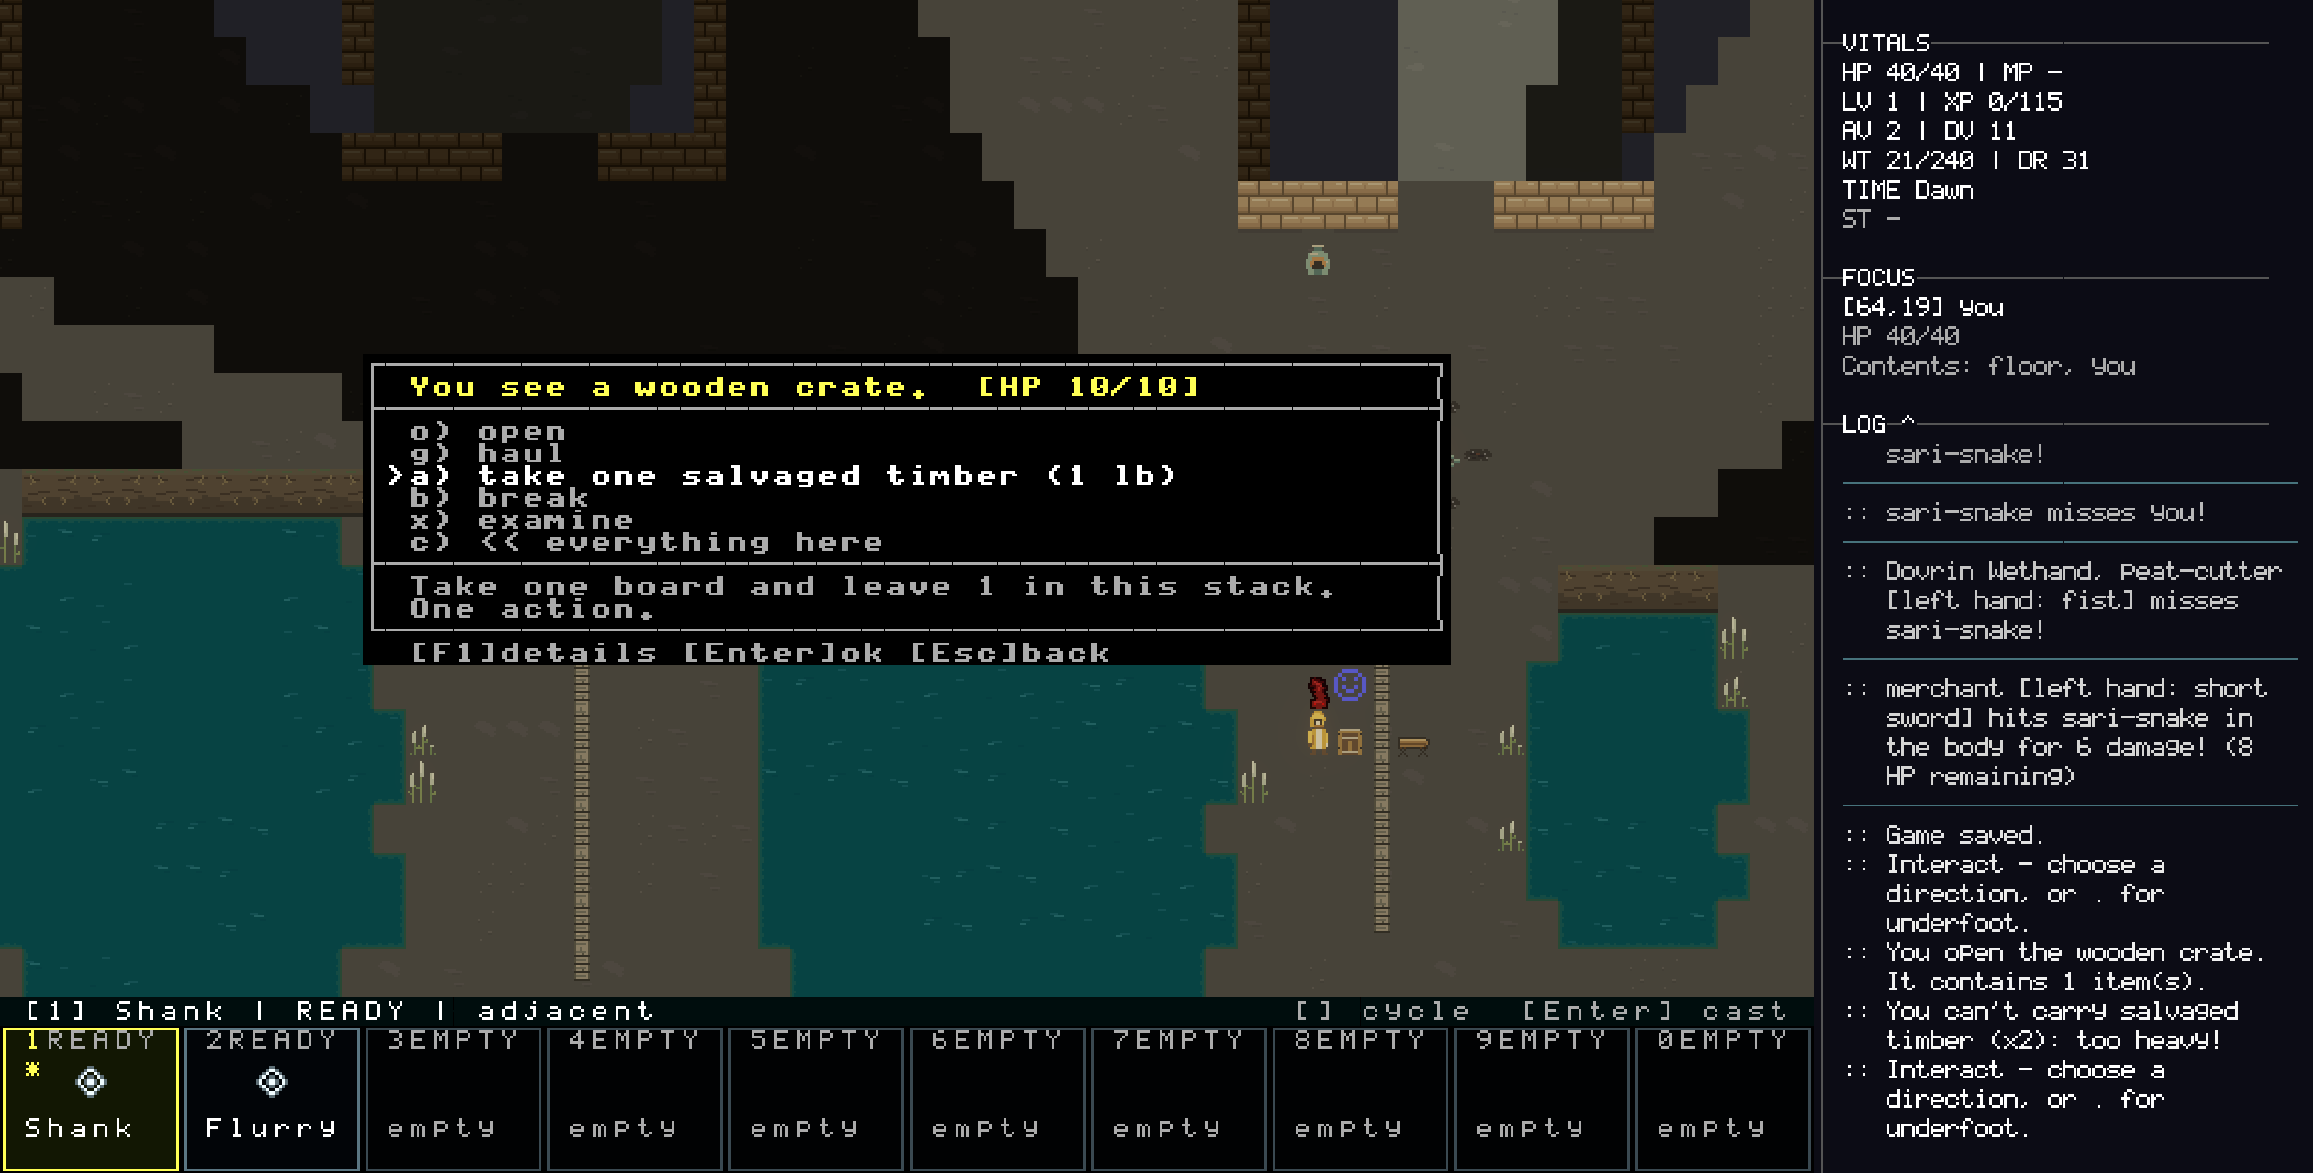 You see a wooden crate.  [HP 10/10]
o) open
g) haul
>a) take one salvaged timber (1 lb)
b) break
x) examine
c) << everything here
Take one board and leave 1 in this stack.
One action.
[F1]details [Enter]ok [Esc]back
[1] Shank | READY | adjacent
[] cycle  [Enter] cast
1READY
*
Shank
2READY
Flurry
3EMPTY
empty
4EMPTY
empty
5EMPTY
empty
6EMPTY
empty
7EMPTY
empty
8EMPTY
empty
9EMPTY
empty
0EMPTY
empty
VITALS
HP 40/40 | MP -
LV 1 | XP 0/115
AV 2 | DV 11
WT 21/240 | DR 31
TIME Dawn
ST -
FOCUS
[64,19] You
HP 40/40
Contents: floor, You
LOG ^
sari-snake!
:: sari-snake misses You!
:: Dovrin Wethand, Peat-cutter
[left hand: fist] misses
sari-snake!
:: merchant [left hand: short
sword] hits sari-snake in
the body for 6 damage! (8
HP remaining)
:: Game saved.
:: Interact - choose a
direction, or . for
underfoot.
:: You open the wooden crate.
It contains 1 item(s).
:: You can't carry salvaged
timber (x2): too heavy!
:: Interact - choose a
direction, or . for
underfoot.